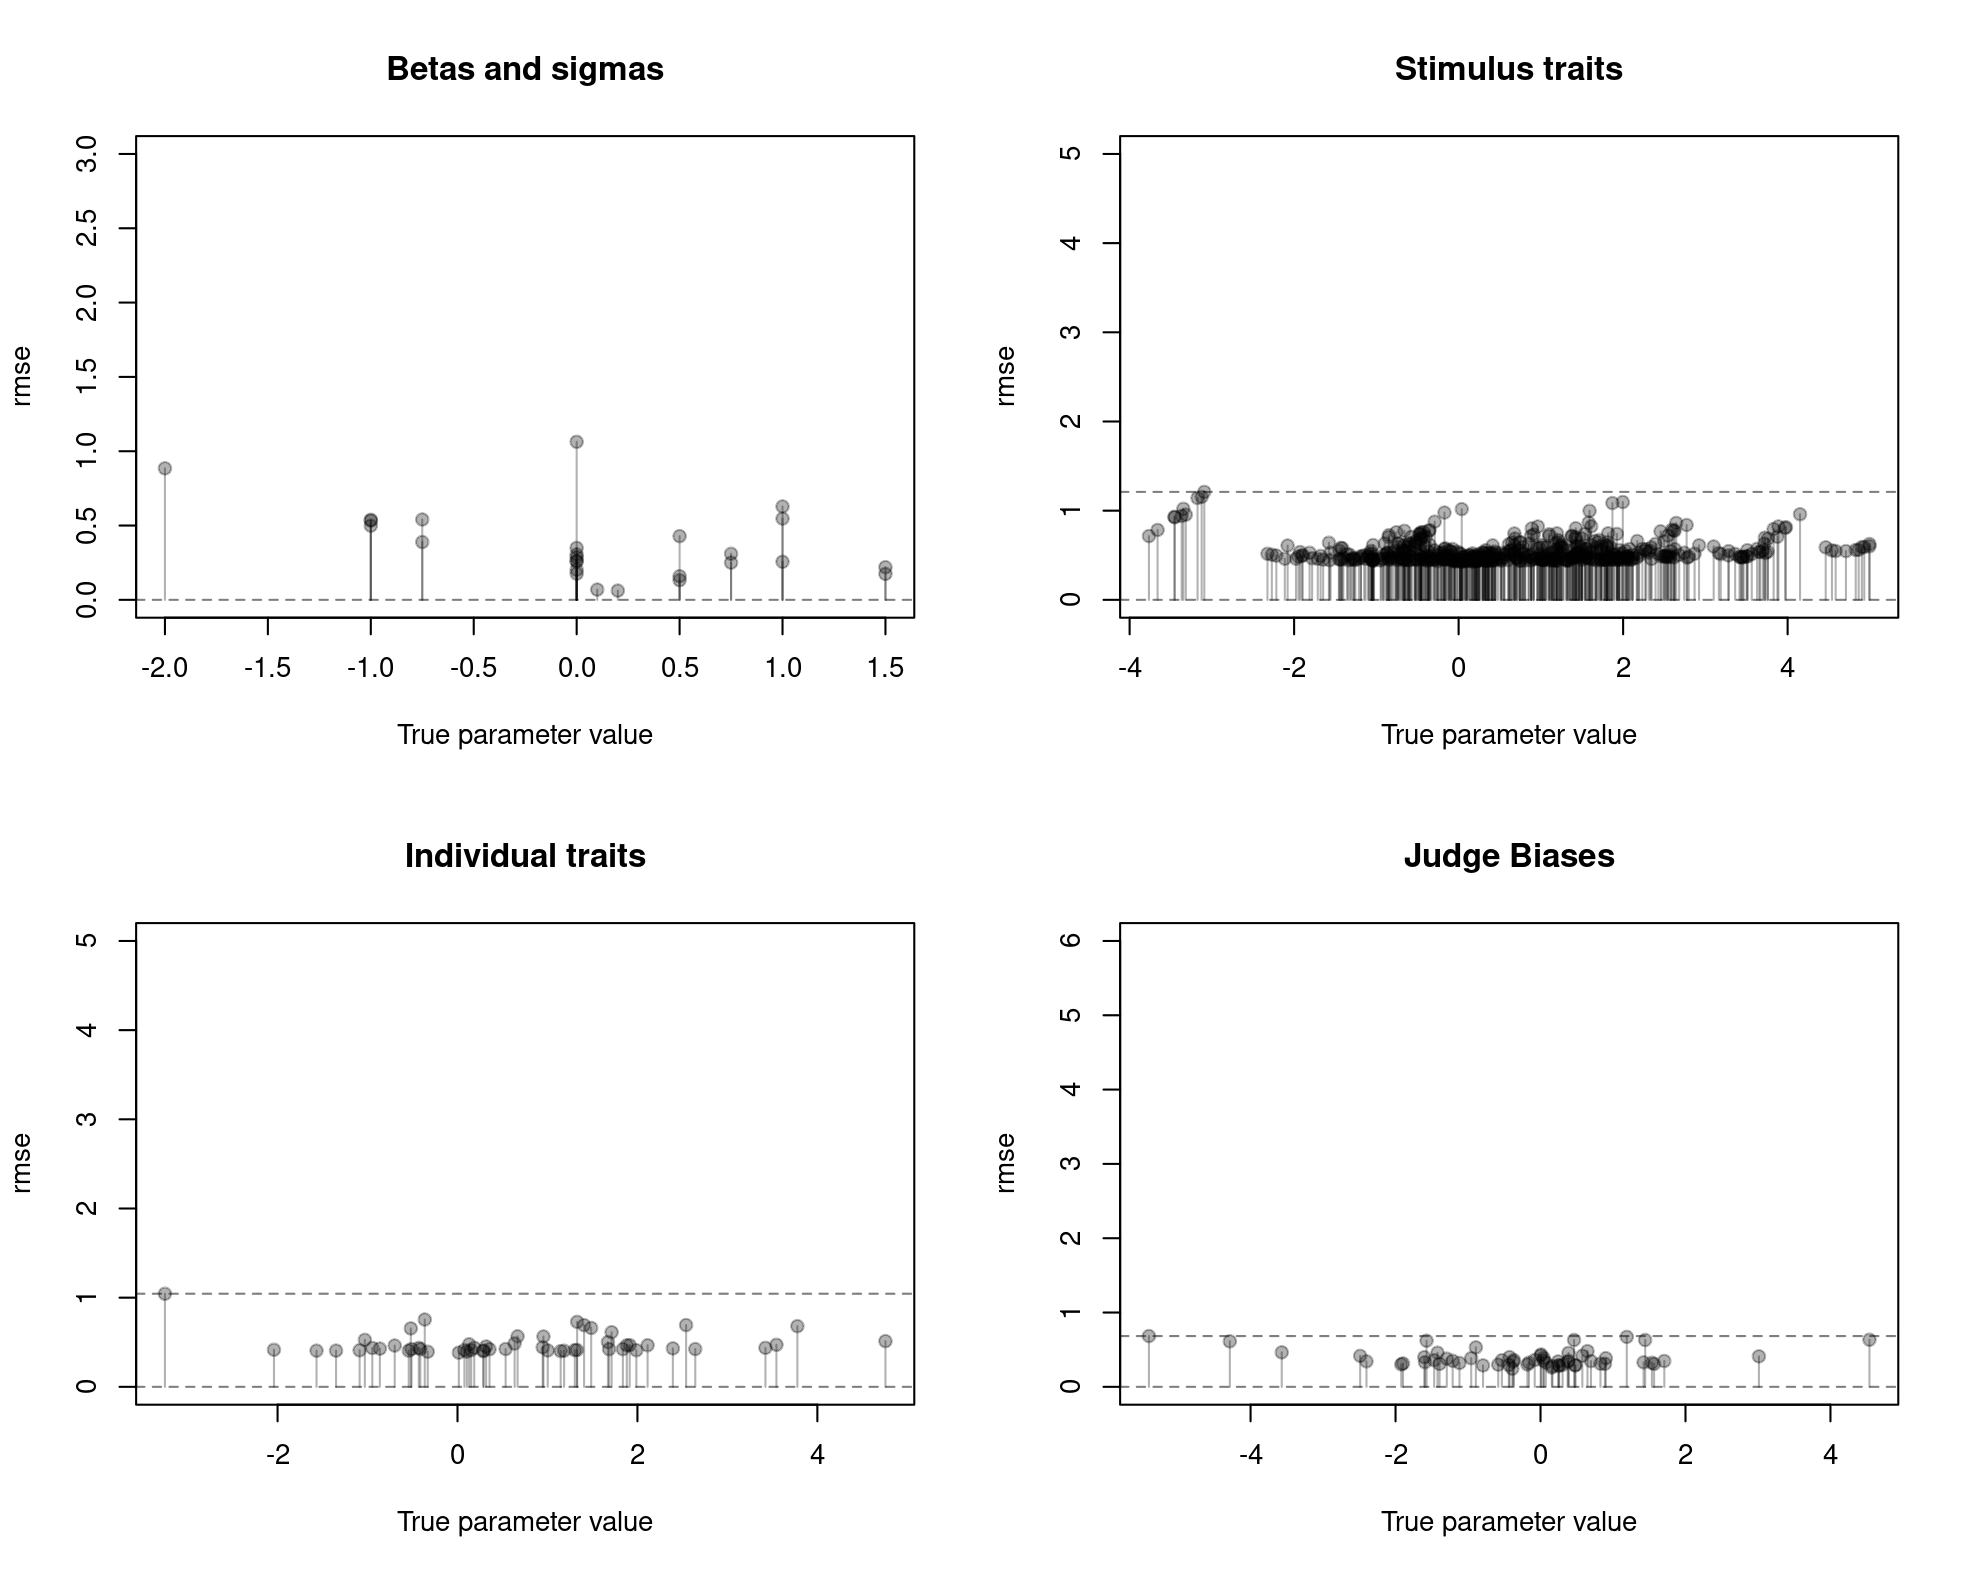 Betas and sigmas
rmse
3.0
2.5
2.0
1.5
1.0
0.5
0.0
-2.0 -1.5 -1.0 -0.5 0.0 0.5 1.0 1.5
True parameter value
Stimulus traits
rmse
5
4
3
2
1
0
-4 -2 0 2 4
True parameter value
Individual traits
rmse
5
4
3
2
1
0
-2 0 2 4
True parameter value
Judge Biases
rmse
6
5
4
3
2
1
0
-4 -2 0 2 4
True parameter value